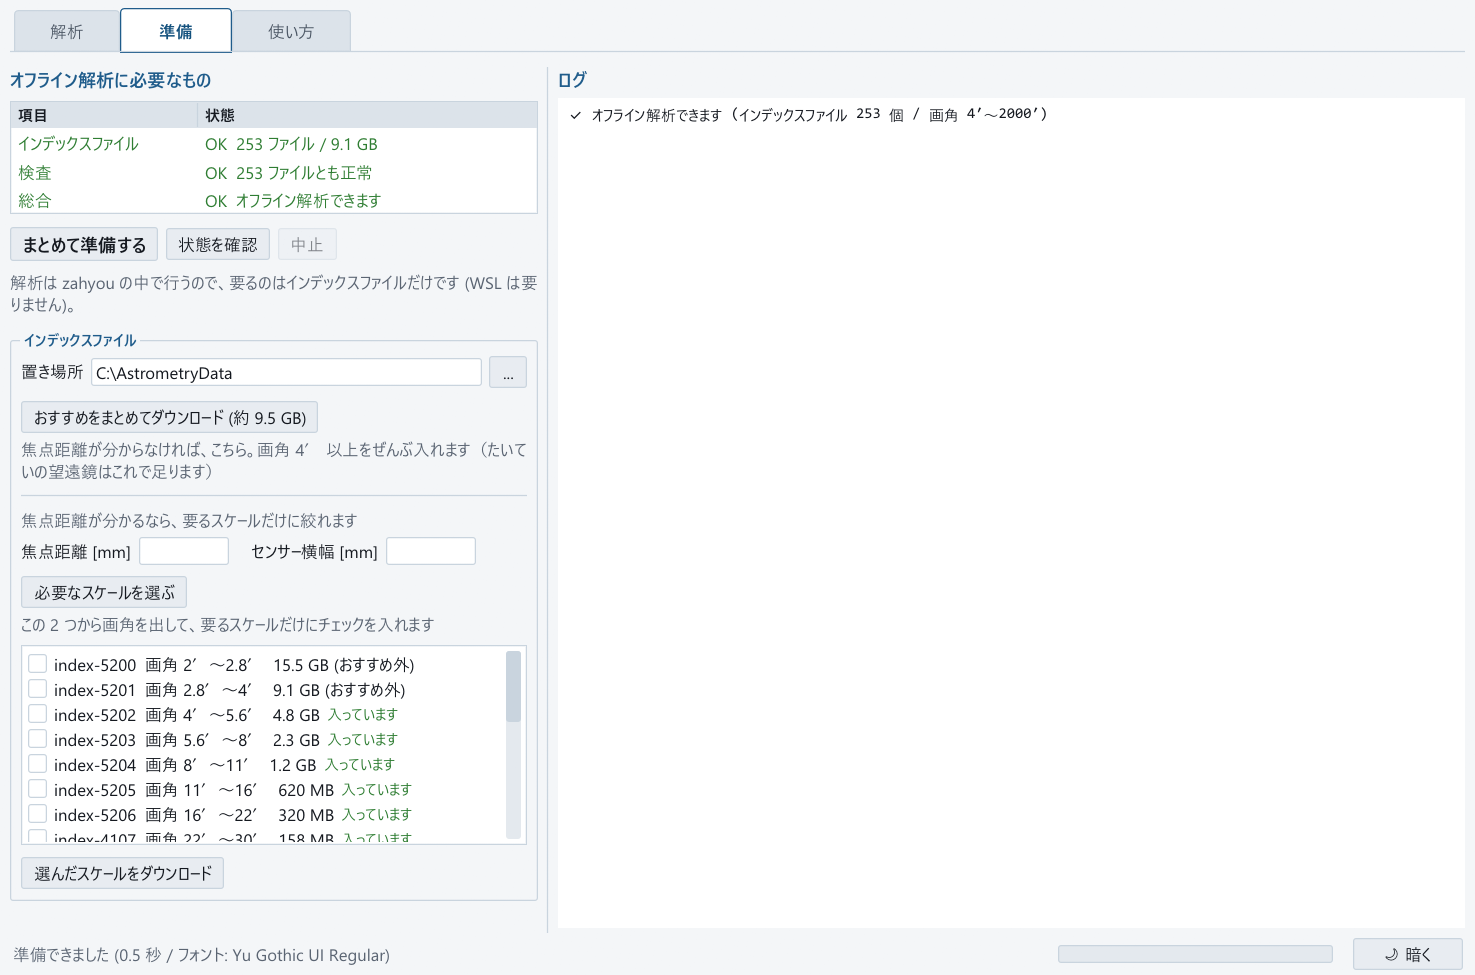 解析 準備 使い方
オフライン解析に必要なもの
項目 状態
インデックスファイル OK 253 ファイル / 9.1 GB
検査 OK 253 ファイルとも正常
総合 OK オフライン解析できます
まとめて準備する 状態を確認 中止
解析は zahyou の中で行うので、要るのはインデックスファイルだけです (WSL は要
りません)。
インデックスファイル
置き場所 C:\AstrometryData ...
おすすめをまとめてダウンロード (約 9.5 GB)
焦点距離が分からなければ、こちら。画角 4′ 以上をぜんぶ入れます（たいて
いの望遠鏡はこれで足ります）
焦点距離が分かるなら、要るスケールだけに絞れます
焦点距離 [mm] センサー横幅 [mm]
必要なスケールを選ぶ
この 2 つから画角を出して、要るスケールだけにチェックを入れます
index-5200 画角 2′ ～2.8′ 15.5 GB (おすすめ外)
index-5201 画角 2.8′ ～4′ 9.1 GB (おすすめ外)
index-5202 画角 4′ ～5.6′ 4.8 GB 入っています
index-5203 画角 5.6′ ～8′ 2.3 GB 入っています
index-5204 画角 8′ ～11′ 1.2 GB 入っています
index-5205 画角 11′ ～16′ 620 MB 入っています
index-5206 画角 16′ ～22′ 320 MB 入っています
index-4107 画角 22′ ～30′ 158 MB 入っています
選んだスケールをダウンロード
ログ
✓ オフライン解析できます (インデックスファイル 253 個 / 画角 4′～2000′)
準備できました (0.5 秒 / フォント: Yu Gothic UI Regular)
暗く